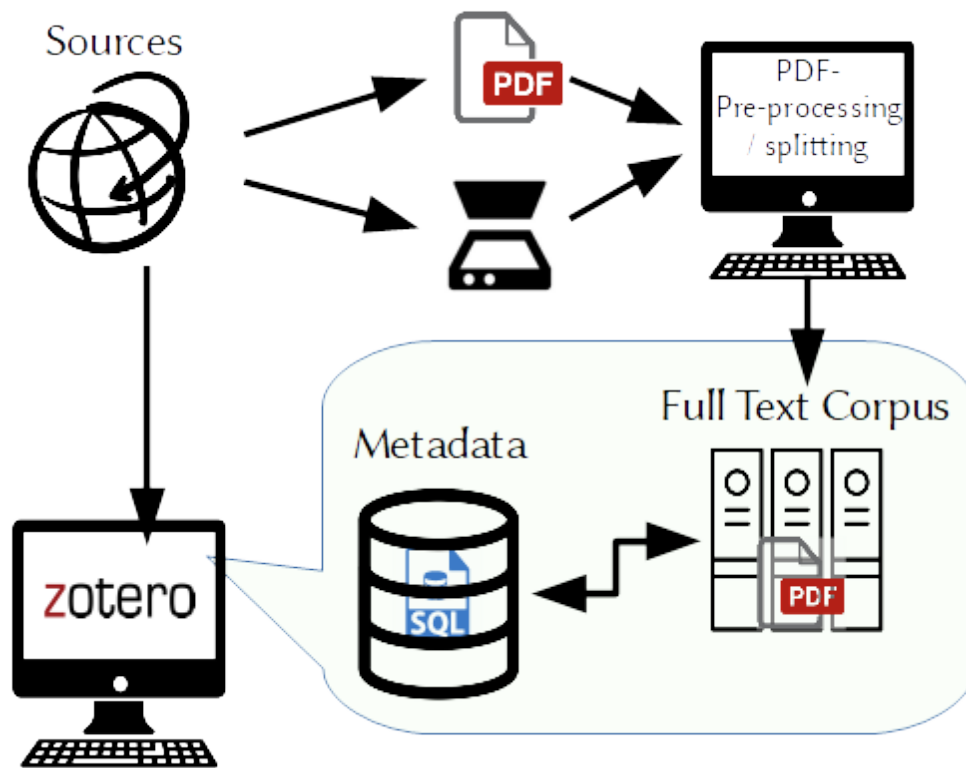 Sources
PDF
PDF-
Pre-processing
/ splitting
Full Text Corpus
Metadata
SQL
PDF
zotero